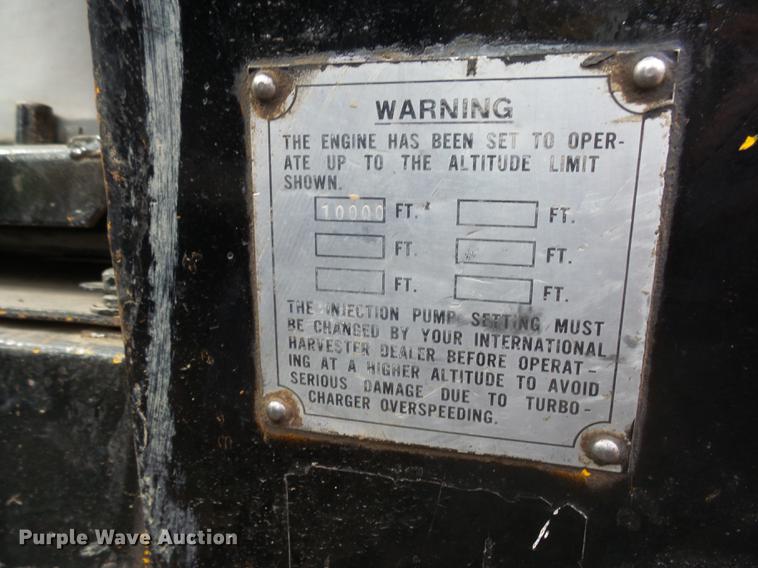 WARNING
THE ENGINE HAS BEEN SET TO OPER-
ATE UP TO THE ALTITUDE LIMIT
SHOWN.
10000 FT. FT.
FT. FT.
FT. FT.
THE INJECTION PUMP SETTING MUST
BE CHANGED BY YOUR INTERNATIONAL
HARVESTER DEALER BEFORE OPERAT-
ING AT A HIGHER ALTITUDE TO AVOID
SERIOUS DAMAGE DUE TO TURBO-
CHARGER OVERSPEEDING.
Purple Wave Auction